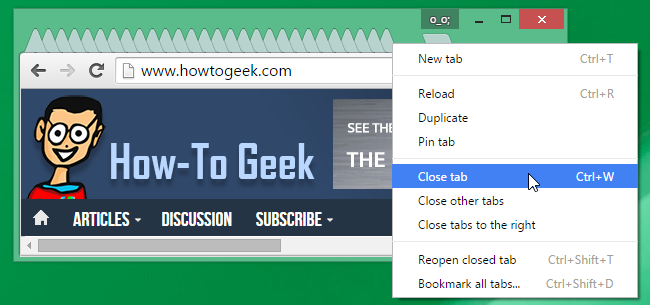 o_o;
www.howtogeek.com
New tab Ctrl+T
Reload Ctrl+R
Duplicate
Pin tab
Close tab Ctrl+W
Close other tabs
Close tabs to the right
Reopen closed tab Ctrl+Shift+T
Bookmark all tabs... Ctrl+Shift+D
SEE THE
THE
How-To Geek
ARTICLES DISCUSSION SUBSCRIBE